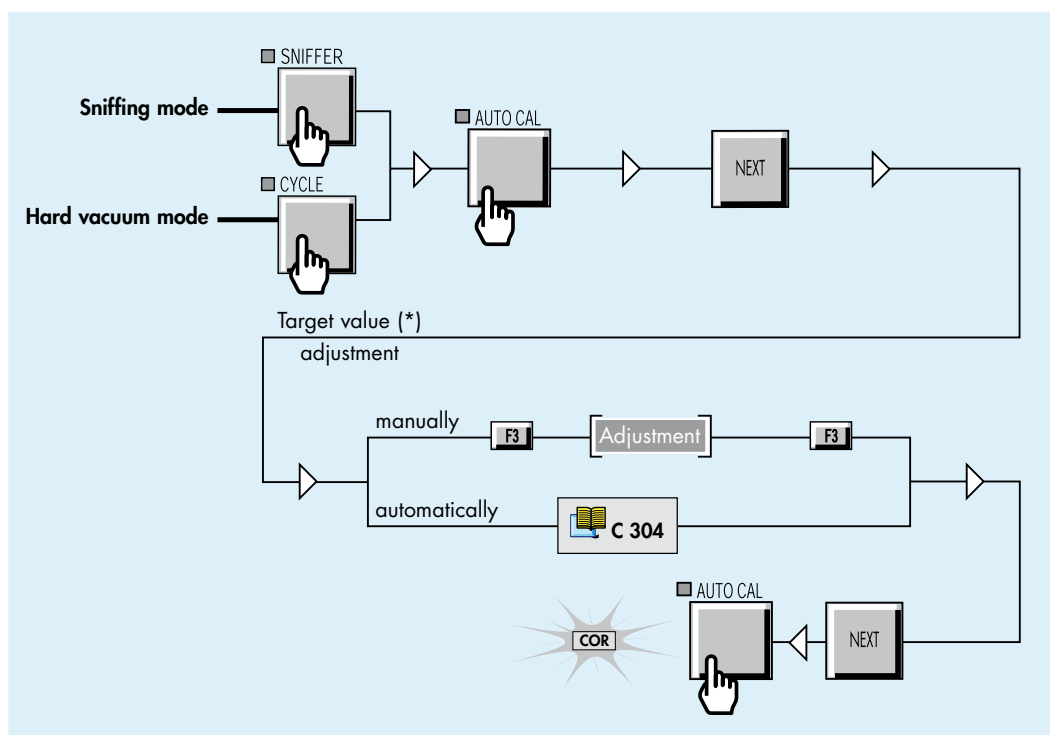 SNIFFER
Sniffing mode
AUTO CAL
NEXT
CYCLE
Hard vacuum mode
Target value (*)
adjustment
manually
F3
Adjustment
F3
automatically
C 304
AUTO CAL
COR
NEXT